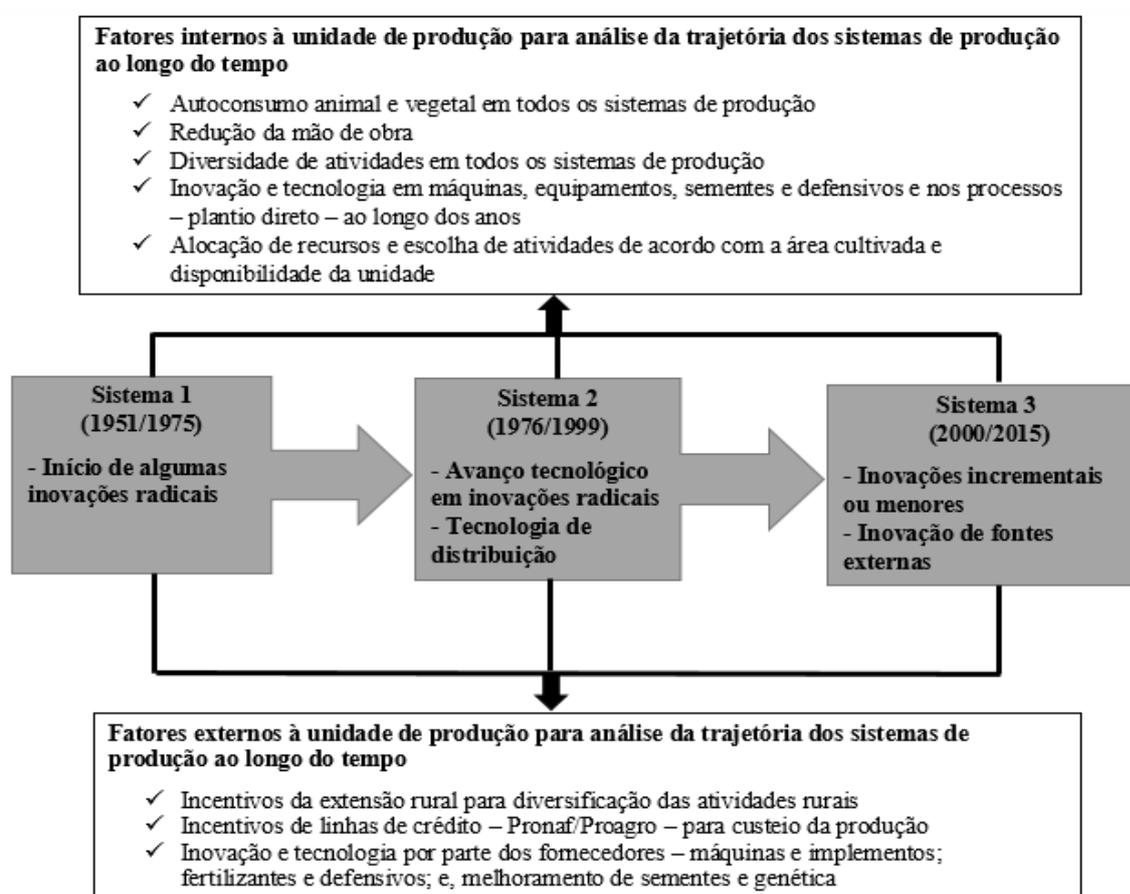 Fatores internos à unidade de produção para análise da trajetória dos sistemas de produção
ao longo do tempo
✓ Autoconsumo animal e vegetal em todos os sistemas de produção
✓ Redução da mão de obra
✓ Diversidade de atividades em todos os sistemas de produção
✓ Inovação e tecnologia em máquinas, equipamentos, sementes e defensivos e nos processos
– plantio direto – ao longo dos anos
✓ Alocação de recursos e escolha de atividades de acordo com a área cultivada e
disponibilidade da unidade
Sistema 1
(1951/1975)
- Início de algumas
inovações radicais
Sistema 2
(1976/1999)
- Avanço tecnológico
em inovações radicais
- Tecnologia de
distribuição
Sistema 3
(2000/2015)
- Inovações incrementais
ou menores
- Inovação de fontes
externas
Fatores externos à unidade de produção para análise da trajetória dos sistemas de
produção ao longo do tempo
✓ Incentivos da extensão rural para diversificação das atividades rurais
✓ Incentivos de linhas de crédito – Pronaf/Proagro – para custeio da produção
✓ Inovação e tecnologia por parte dos fornecedores – máquinas e implementos;
fertilizantes e defensivos; e, melhoramento de sementes e genética